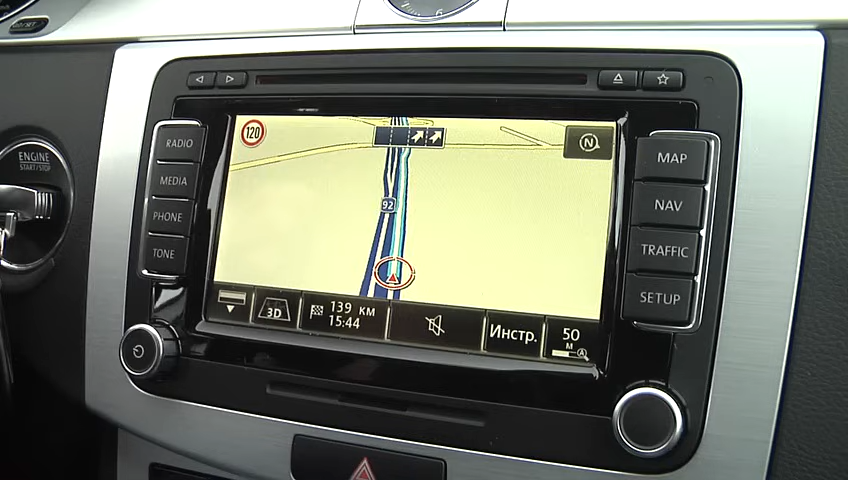 ENGINE
START/STOP
RADIO
MEDIA
PHONE
TONE
120
N
92
3D
139 км
15:44
Инстр.
50
м
A
MAP
NAV
TRAFFIC
SETUP
6